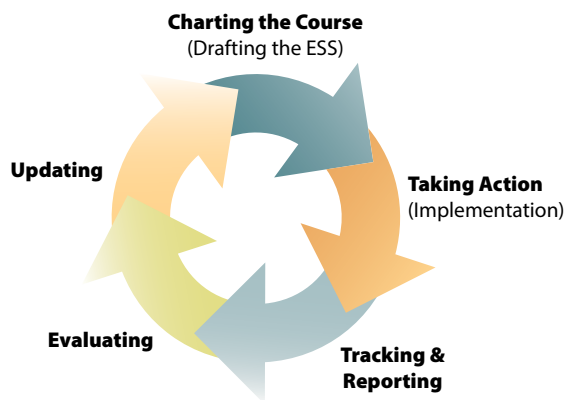 Charting the Course
(Drafting the ESS)
Taking Action
(Implementation)
Tracking &
Reporting
Evaluating
Updating